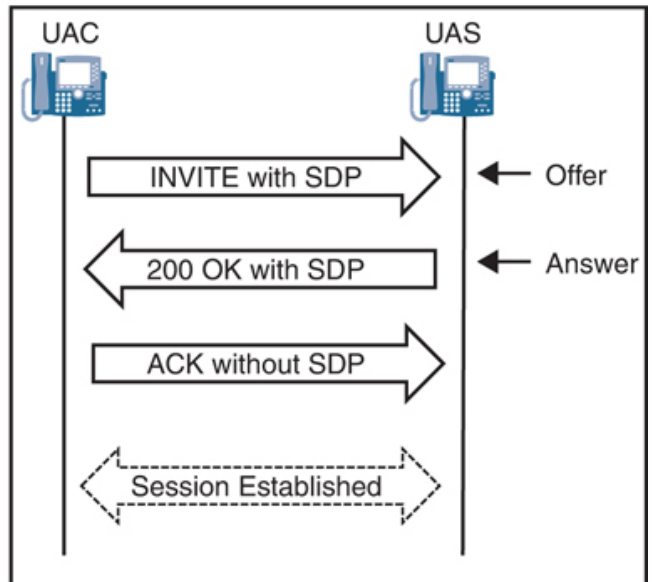 UAC UAS
INVITE with SDP
Offer
200 OK with SDP
Answer
ACK without SDP
Session Established